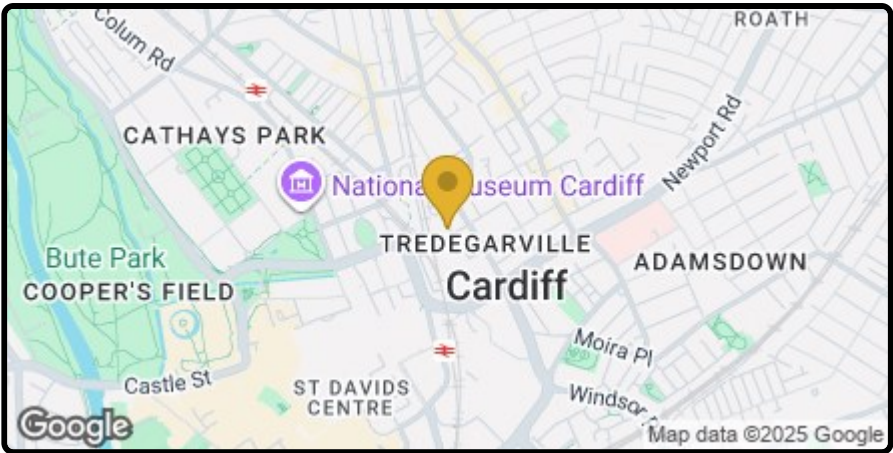 ROATH
Colum Rd
CATHAYS PARK
Newport Rd
National Museum Cardiff
TREDEGARVILLE
Bute Park
COOPER'S FIELD
Cardiff
ADAMSDOWN
Moira Pl
Castle St
ST DAVIDS
CENTRE
Windsor
Google
Map data ©2025 Google